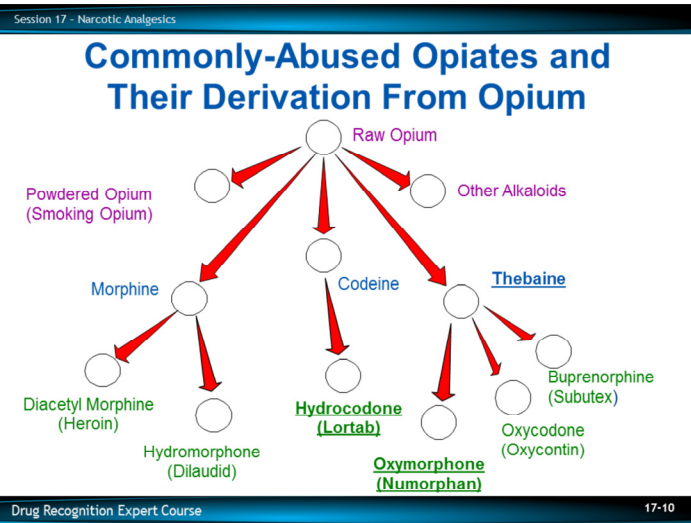 Session 17 - Narcotic Analgesics
Commonly-Abused Opiates and
Their Derivation From Opium
Raw Opium
Powdered Opium
(Smoking Opium)
Other Alkaloids
Morphine
Codeine
Thebaine
Diacetyl Morphine
(Heroin)
Hydromorphone
(Dilaudid)
Hydrocodone
(Lortab)
Oxymorphone
(Numorphan)
Oxycodone
(Oxycontin)
Buprenorphine
(Subutex)
Drug Recognition Expert Course
17-10